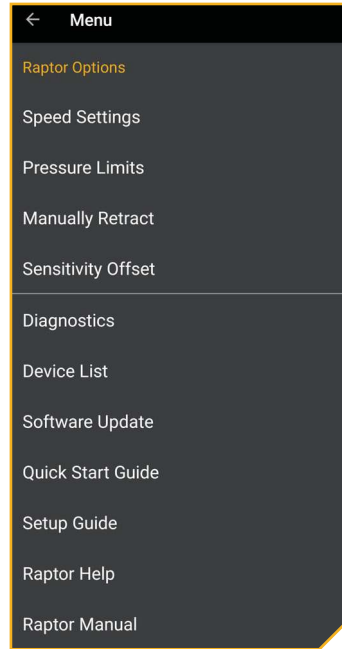 Menu
Raptor Options
Speed Settings
Pressure Limits
Manually Retract
Sensitivity Offset
Diagnostics
Device List
Software Update
Quick Start Guide
Setup Guide
Raptor Help
Raptor Manual